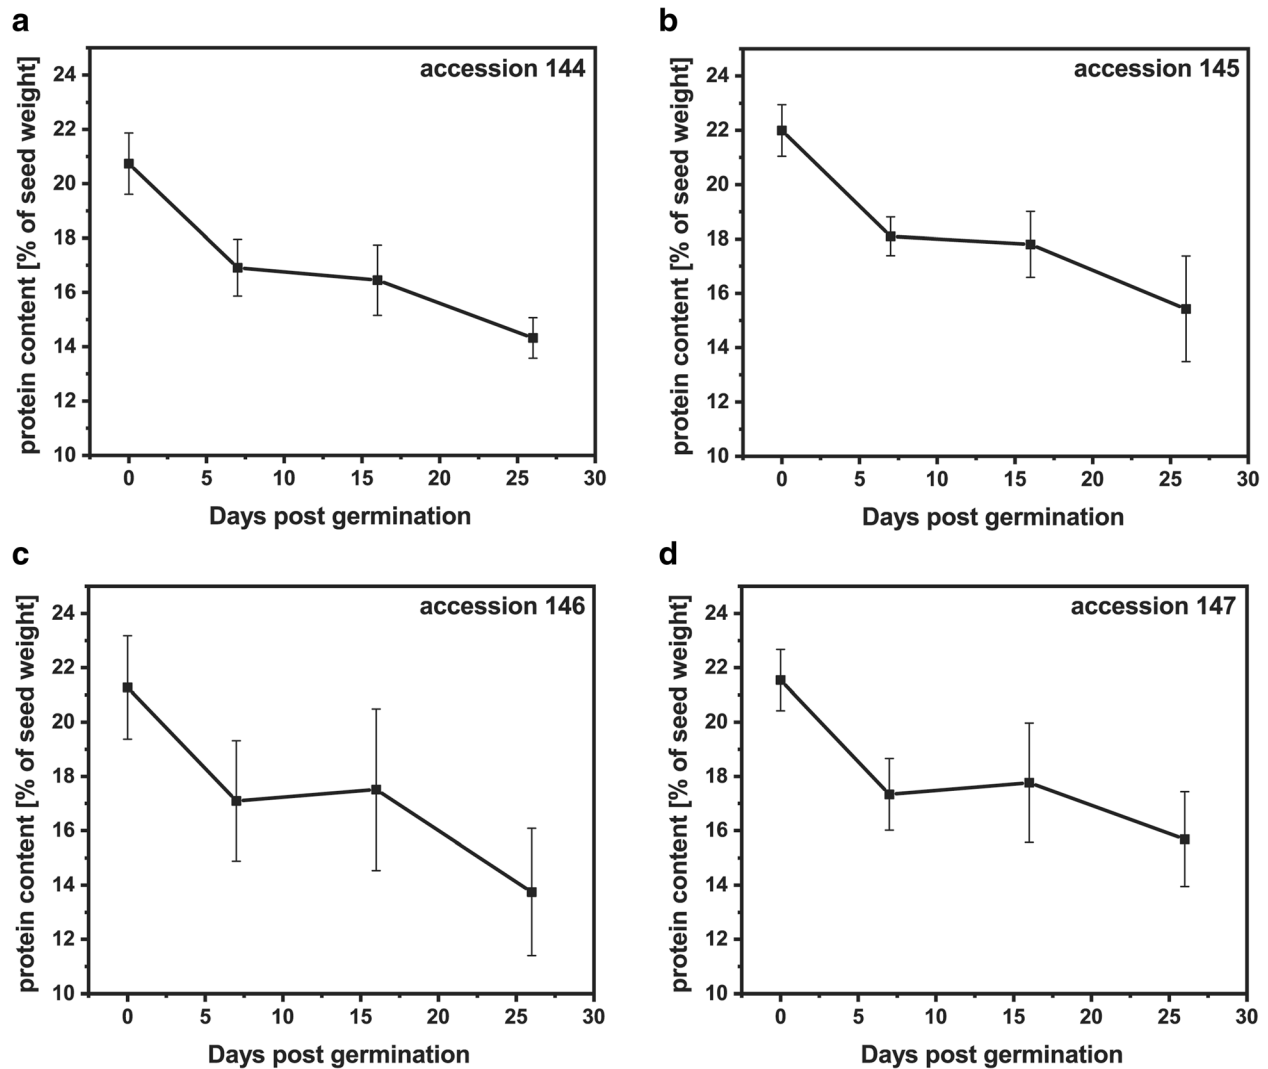 a
accession 144
protein content [% of seed weight]
24
22
20
18
16
14
12
10
0 5 10 15 20 25 30
Days post germination
b
accession 145
protein content [% of seed weight]
24
22
20
18
16
14
12
10
0 5 10 15 20 25 30
Days post germination
c
accession 146
protein content [% of seed weight]
24
22
20
18
16
14
12
10
0 5 10 15 20 25 30
Days post germination
d
accession 147
protein content [% of seed weight]
24
22
20
18
16
14
12
10
0 5 10 15 20 25 30
Days post germination